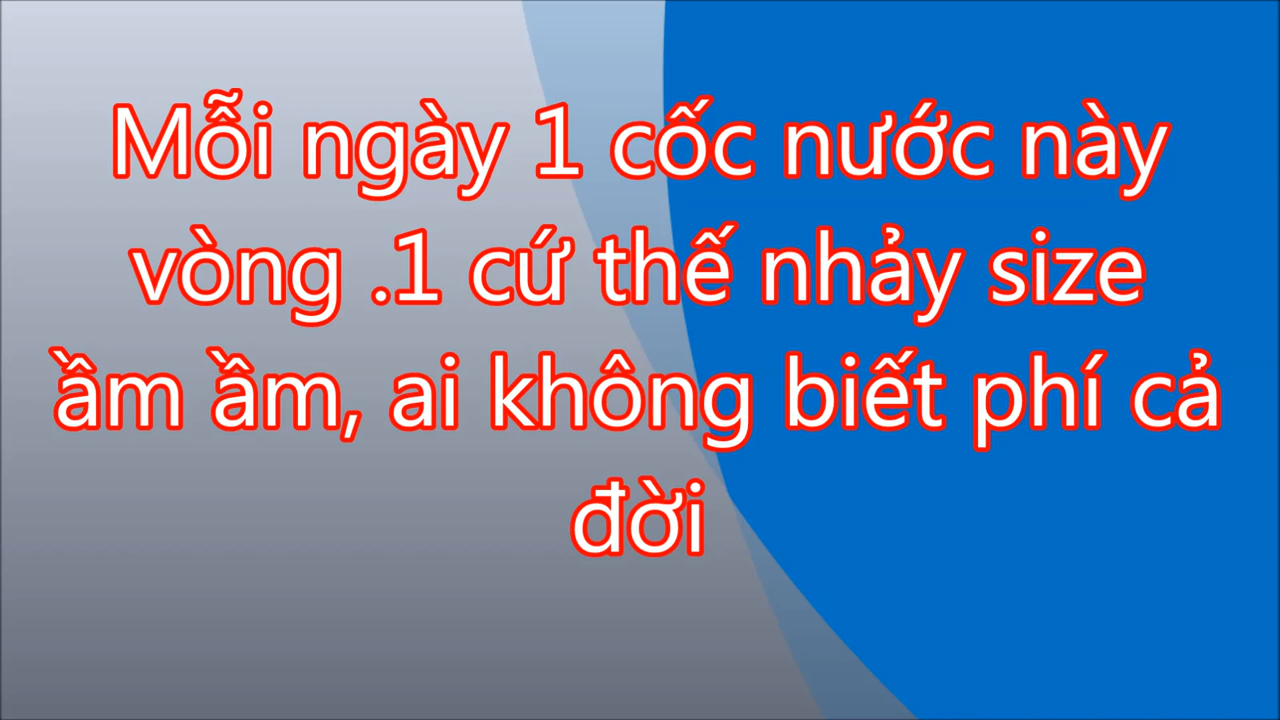 Mỗi ngày 1 cốc nước này
vòng .1 cứ thế nhảy size
ầm ầm, ai không biết phí cả
đời